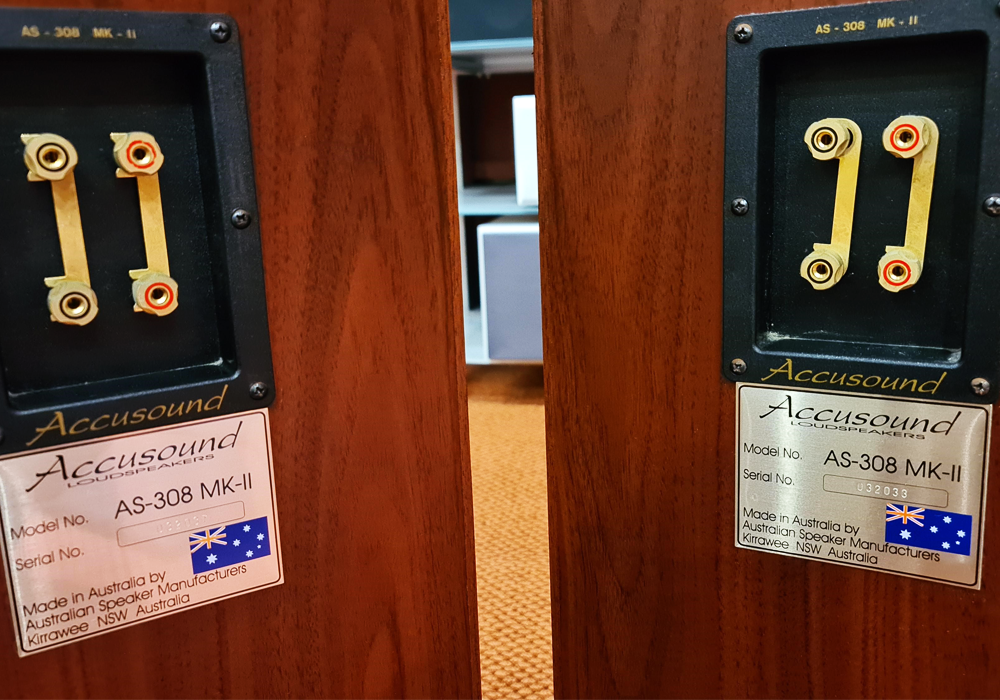 AS - 308 MK - II
Accusound
Accusound
LOUDSPEAKERS
Model No. AS-308 MK-II
Serial No.
Made in Australia by
Australian Speaker Manufacturers
Kirrawee NSW Australia
AS - 308 MK - II
Accusound
Accusound
LOUDSPEAKERS
Model No. AS-308 MK-II
Serial No. 032033
Made in Australia by
Australian Speaker Manufacturers
Kirrawee NSW Australia